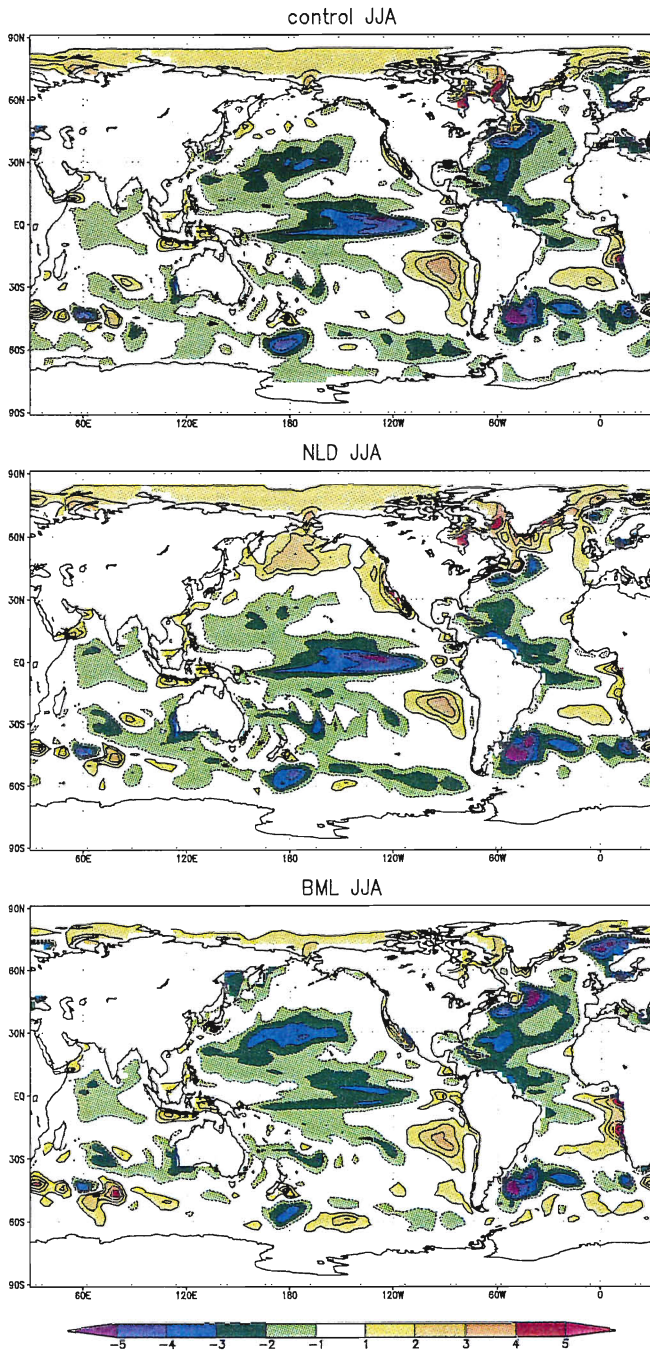 control JJA
90N
60N
30N
EQ
30S
60S
90S
60E 120E 180 120W 60W 0
NLD JJA
90N
60N
30N
EQ
30S
60S
90S
60E 120E 180 120W 60W 0
BML JJA
90N
60N
30N
EQ
30S
60S
90S
60E 120E 180 120W 60W 0
-5 -4 -3 -2 -1 1 2 3 4 5